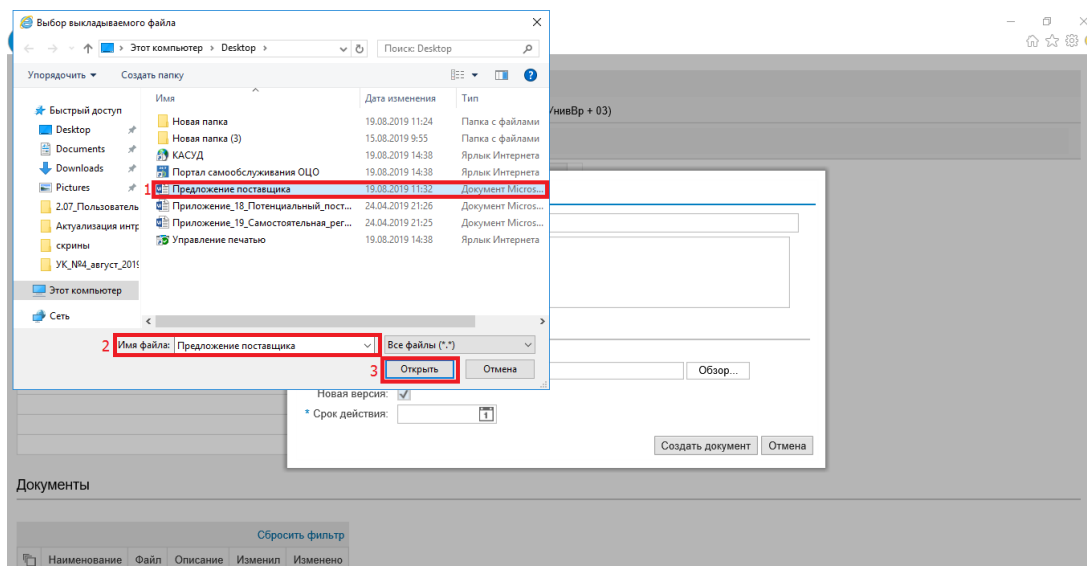 Выбор выкладываемого файла
Этот компьютер > Desktop >
Поиск: Desktop
Упорядочить
Создать папку
Имя Дата изменения Тип
Быстрый доступ
Desktop
Documents
Downloads
Pictures
2.07_Пользователь
Актуализация интр
скрины
УК_№4_август_2019
Этот компьютер
Сеть
Новая папка 19.08.2019 11:24 Папка с файлами
Новая папка (3) 15.08.2019 9:55 Папка с файлами
КАСУД 19.08.2019 14:38 Ярлык Интернета
Портал самообслуживания ОЦО 19.08.2019 14:38 Ярлык Интернета
1 Предложение поставщика 19.08.2019 11:32 Документ Micros...
Приложение_18_Потенциальный_пост... 24.04.2019 21:26 Документ Micros...
Приложение_19_Самостоятельная_рег... 24.04.2019 21:25 Документ Micros...
Управление печатью 19.08.2019 14:38 Ярлык Интернета
2 Имя файла: Предложение поставщика Все файлы (*.*)
3 Открыть Отмена
УнивВр + 03)
Обзор...
Новая версия:
* Срок действия: 1
Создать документ Отмена
Документы
Сбросить фильтр
Наименование Файл Описание Изменил Изменено